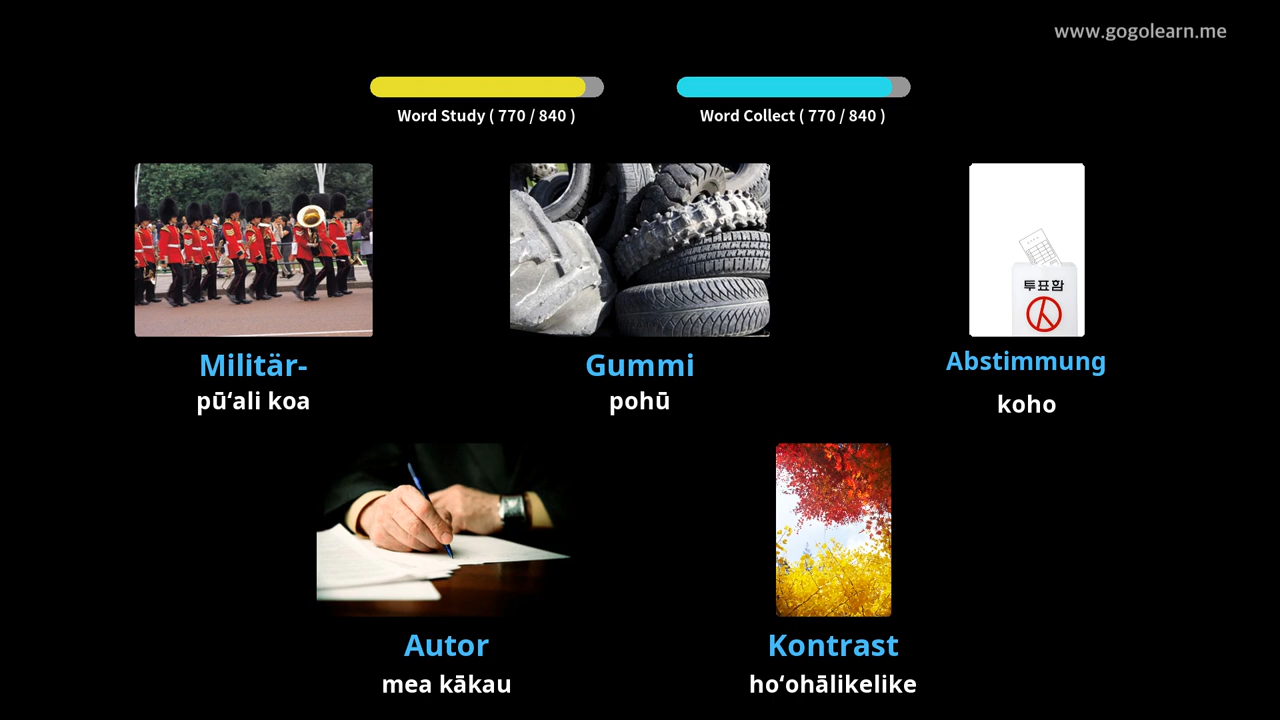 www.gogolearn.me
Word Study ( 770 / 840 )
Word Collect ( 770 / 840 )
투표함
Militär-
pūʻali koa
Gummi
pohū
Abstimmung
koho
Autor
mea kākau
Kontrast
hoʻohālikelike